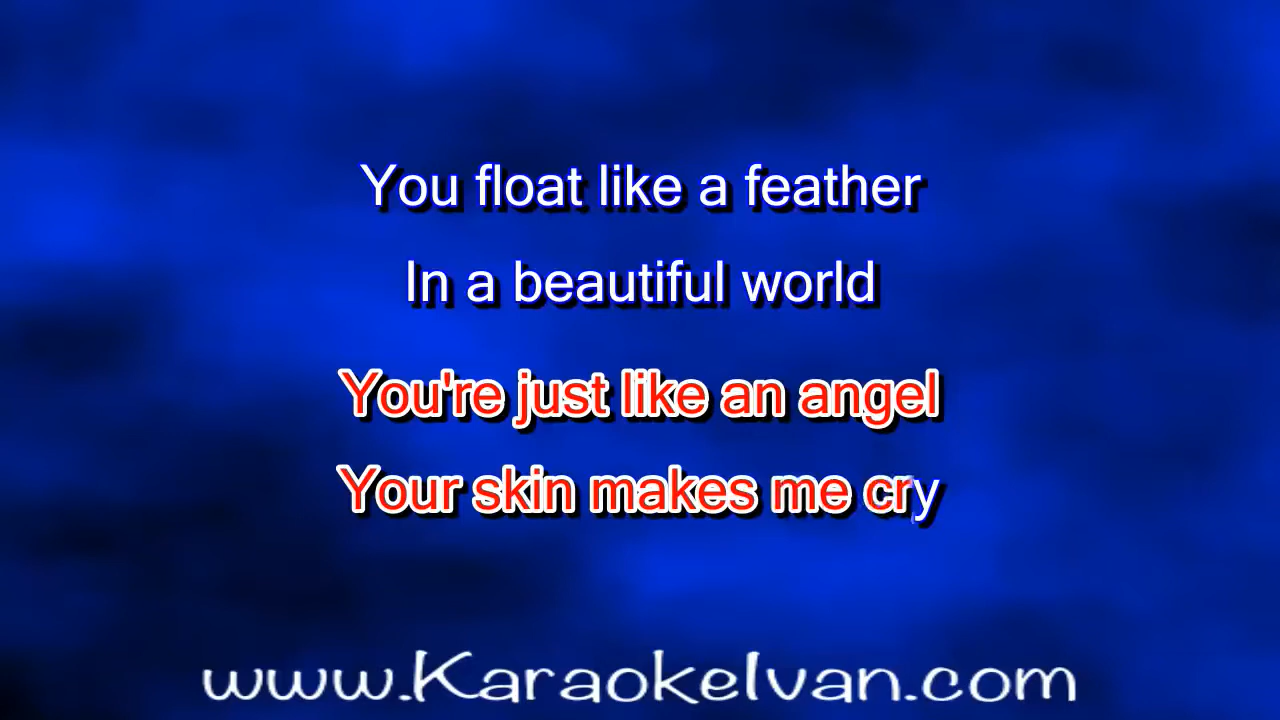 You float like a feather
In a beautiful world
You're just like an angel
Your skin makes me cry
www.KaraokeIvan.com